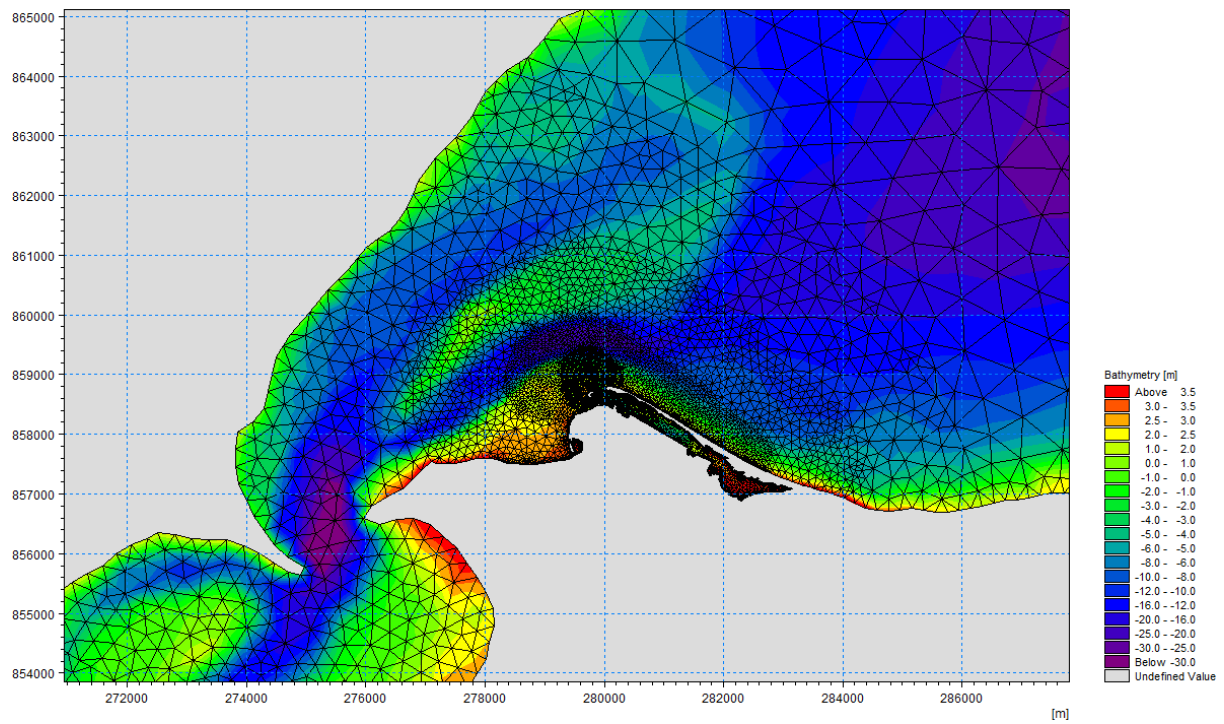 865000
864000
863000
862000
861000
860000
859000
858000
857000
856000
855000
854000
272000 274000 276000 278000 280000 282000 284000 286000
[m]
Bathymetry [m]
Above 3.5
3.0 - 3.5
2.5 - 3.0
2.0 - 2.5
1.0 - 2.0
0.0 - 1.0
-1.0 - 0.0
-2.0 - -1.0
-3.0 - -2.0
-4.0 - -3.0
-5.0 - -4.0
-6.0 - -5.0
-8.0 - -6.0
-10.0 - -8.0
-12.0 - -10.0
-16.0 - -12.0
-20.0 - -16.0
-25.0 - -20.0
-30.0 - -25.0
Below -30.0
Undefined Value